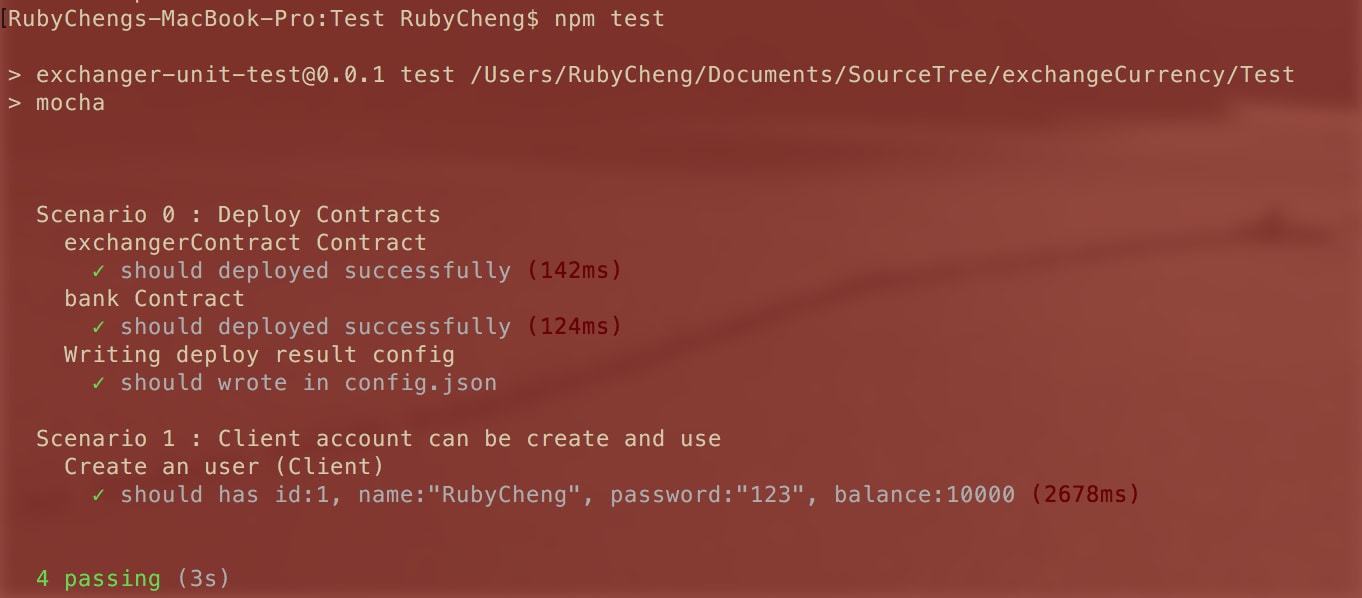 [RubyChengs-MacBook-Pro:Test RubyCheng$ npm test
> exchanger-unit-test@0.0.1 test /Users/RubyCheng/Documents/SourceTree/exchangeCurrency/Test
> mocha
Scenario 0 : Deploy Contracts
exchangerContract Contract
✓ should deployed successfully (142ms)
bank Contract
✓ should deployed successfully (124ms)
Writing deploy result config
✓ should wrote in config.json
Scenario 1 : Client account can be create and use
Create an user (Client)
✓ should has id:1, name:"RubyCheng", password:"123", balance:10000 (2678ms)
4 passing (3s)